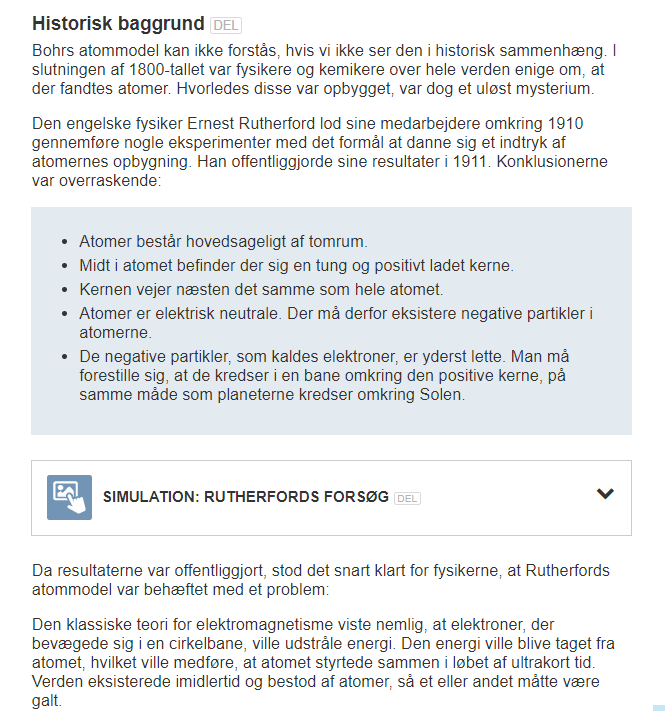 Historisk baggrund DEL
Bohrs atommodel kan ikke forstås, hvis vi ikke ser den i historisk sammenhæng. I
slutningen af 1800-tallet var fysikere og kemikere over hele verden enige om, at
der fandtes atomer. Hvorledes disse var opbygget, var dog et uløst mysterium.
Den engelske fysiker Ernest Rutherford lod sine medarbejdere omkring 1910
gennemføre nogle eksperimenter med det formål at danne sig et indtryk af
atomernes opbygning. Han offentliggjorde sine resultater i 1911. Konklusionerne
var overraskende:
• Atomer består hovedsageligt af tomrum.
• Midt i atomet befinder der sig en tung og positivt ladet kerne.
• Kernen vejer næsten det samme som hele atomet.
• Atomer er elektrisk neutrale. Der må derfor eksistere negative partikler i
atomerne.
• De negative partikler, som kaldes elektroner, er yderst lette. Man må
forestille sig, at de kredser i en bane omkring den positive kerne, på
samme måde som planeterne kredser omkring Solen.
SIMULATION: RUTHERFORDS FORSØG DEL
Da resultaterne var offentliggjort, stod det snart klart for fysikerne, at Rutherfords
atommodel var behæftet med et problem:
Den klassiske teori for elektromagnetisme viste nemlig, at elektroner, der
bevægede sig i en cirkelbane, ville udstråle energi. Den energi ville blive taget fra
atomet, hvilket ville medføre, at atomet styrtede sammen i løbet af ultrakort tid.
Verden eksisterede imidlertid og bestod af atomer, så et eller andet måtte være
galt.